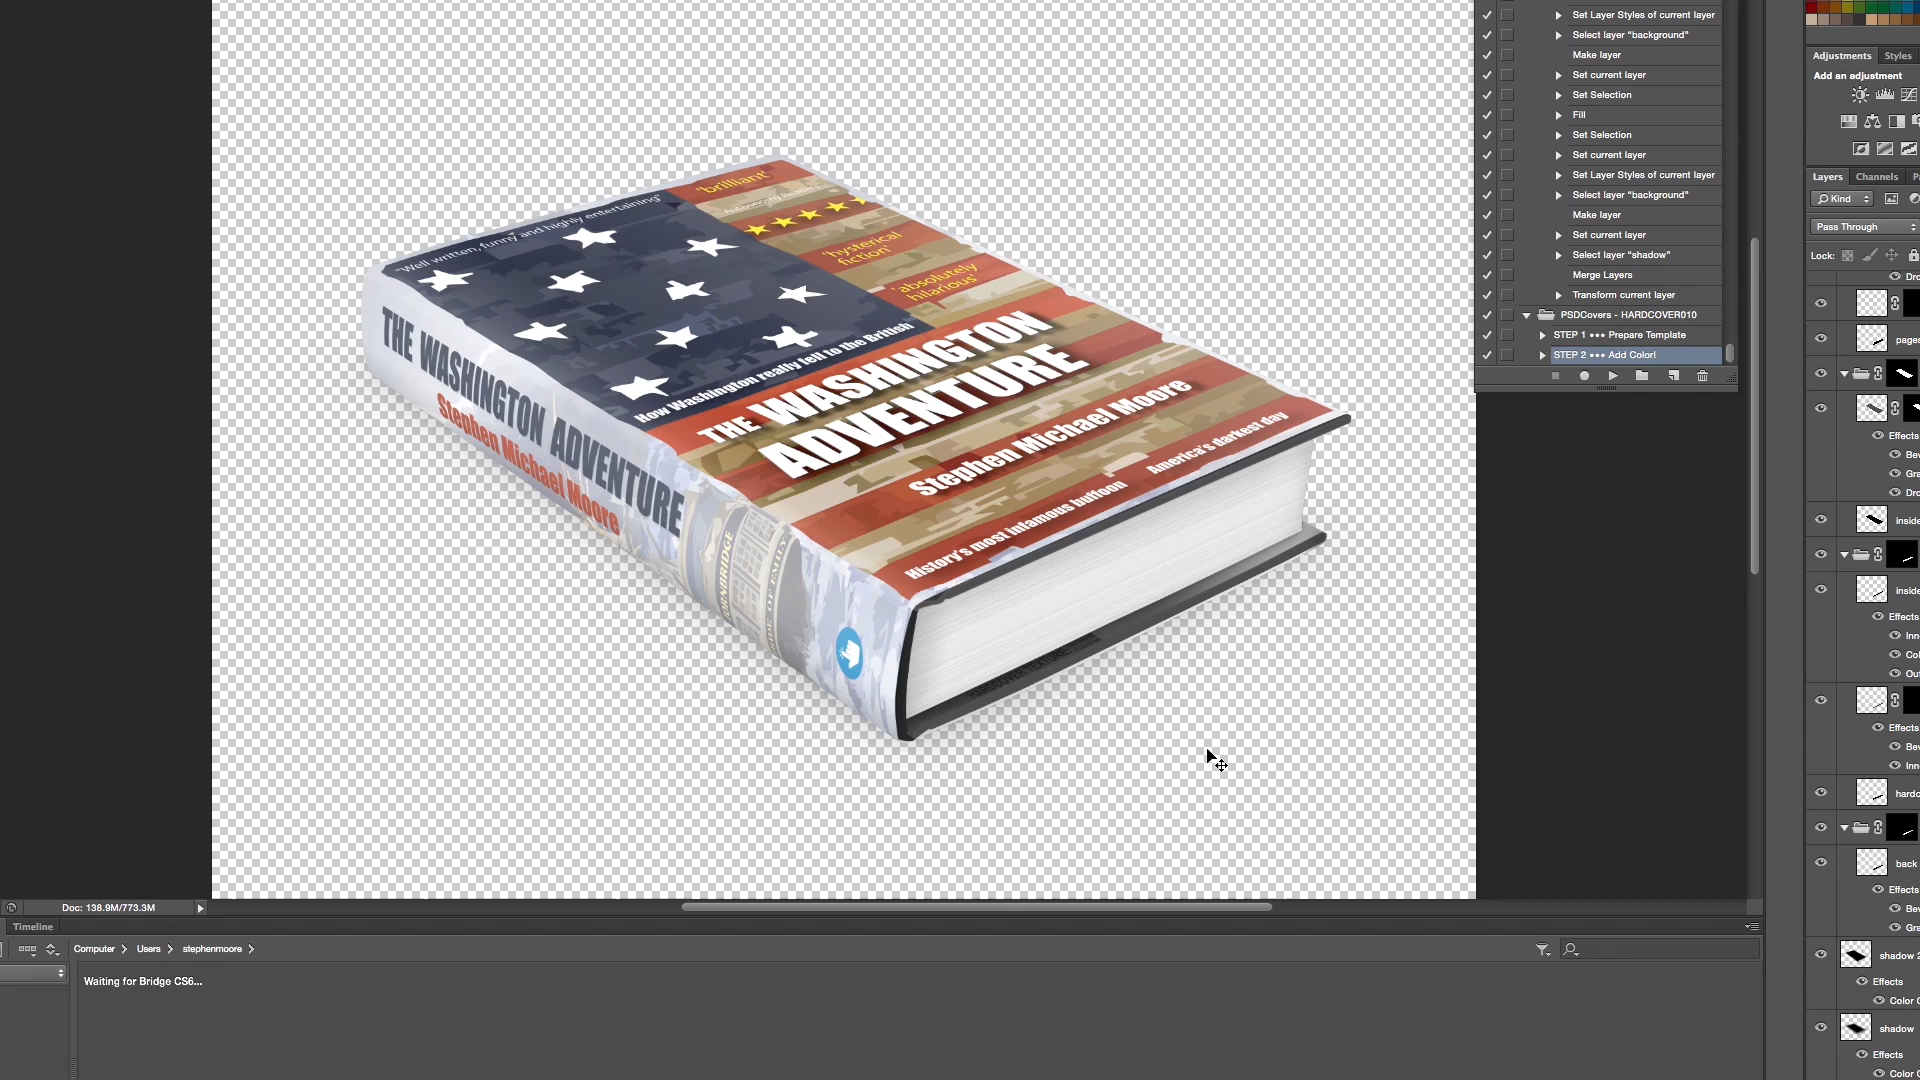 Set Layer Styles of current layer
Select layer “background”
Make layer
Set current layer
Set Selection
Fill
Set Selection
Set current layer
Set Layer Styles of current layer
Select layer “background”
Make layer
Set current layer
Select layer “shadow”
Merge Layers
Transform current layer
PSDCovers - HARDCOVER010
STEP 1 ••• Prepare Template
STEP 2 ••• Add Color!
Adjustments Styles
Add an adjustment
Layers Channels
Kind
Pass Through
Lock:
Effects
Effects
Effects
back
Effects
shadow 2
Effects
shadow
Effects
"Well written, funny and highly entertaining"
'brilliant'
'hysterical
fiction'
'absolutely
hilarious'
How Washington really fell to the British
THE WASHINGTON
ADVENTURE
Stephen Michael Moore
America's darkest day
History's most infamous buffoon
THE WASHINGTON ADVENTURE
Stephen Michael Moore
Doc: 138.9M/773.3M
Timeline
Computer
Users
stephenmoore
Waiting for Bridge CS6...